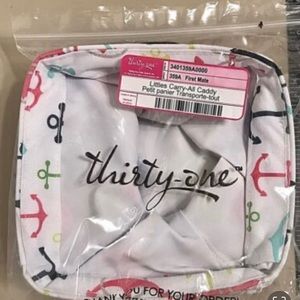 thirty-one
3401359A0000
359A First Mate
Littles Carry-All Caddy
Petit panier Transporte-tout
thirty-one
YOU FOR YOUR ORDER!